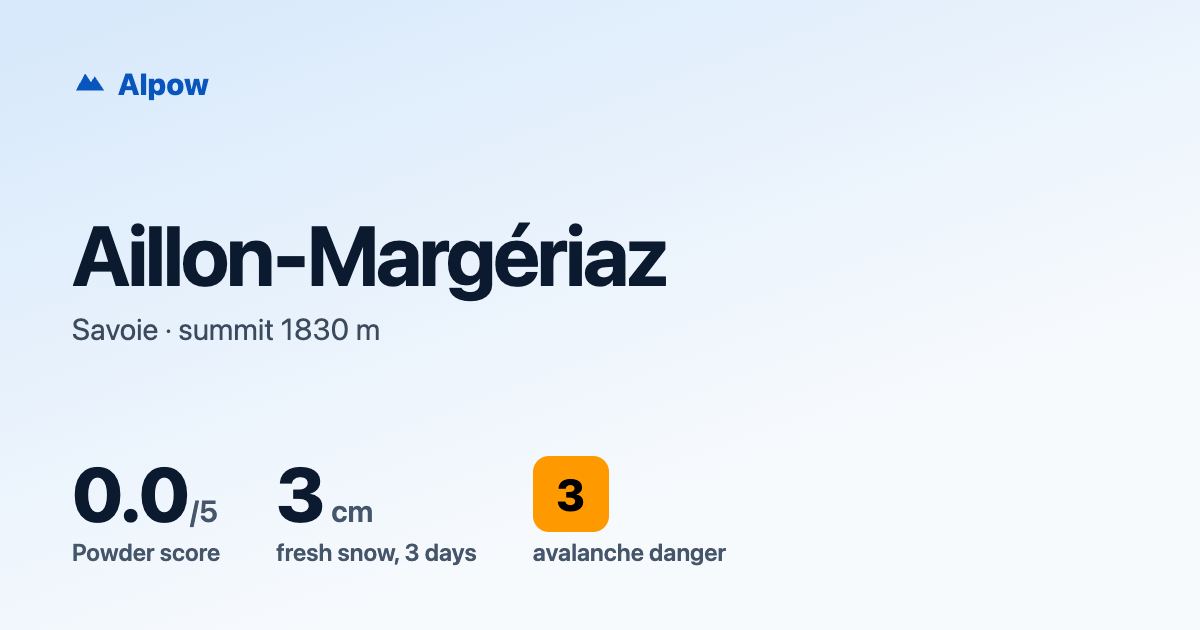 Alpow
Aillon-Margériaz
Savoie · summit 1830 m
0.0/5
Powder score
3 cm
fresh snow, 3 days
3
avalanche danger